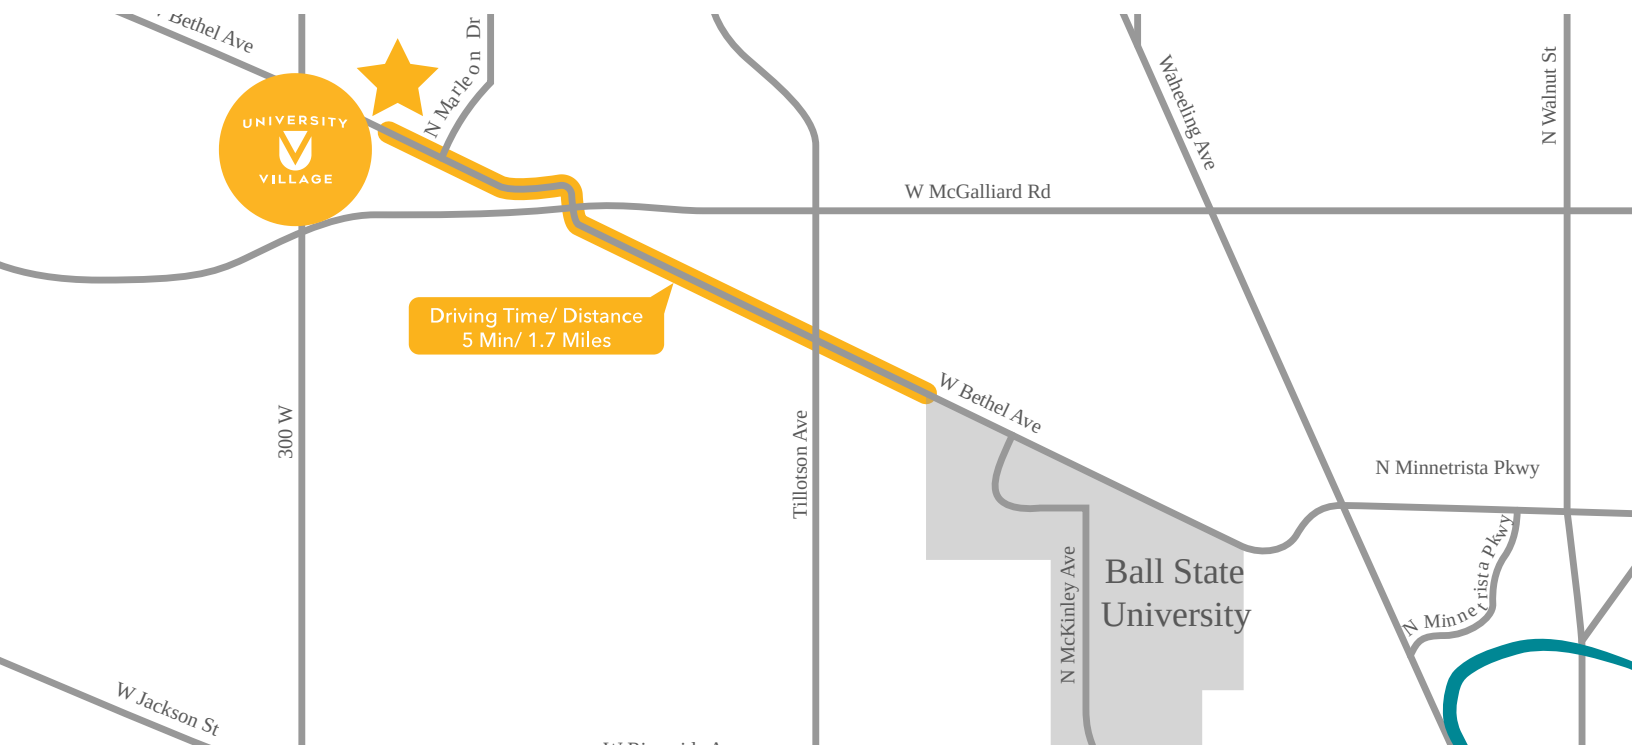 Bethel Ave
N Marleon Dr
Waheeling Ave
N Walnut St
UNIVERSITY
VILLAGE
W McGalliard Rd
Driving Time/ Distance
5 Min/ 1.7 Miles
W Bethel Ave
300 W
Tillotson Ave
N Minnetrista Pkwy
N Minnetrista Pkwy
N McKinley Ave
Ball State
University
W Jackson St